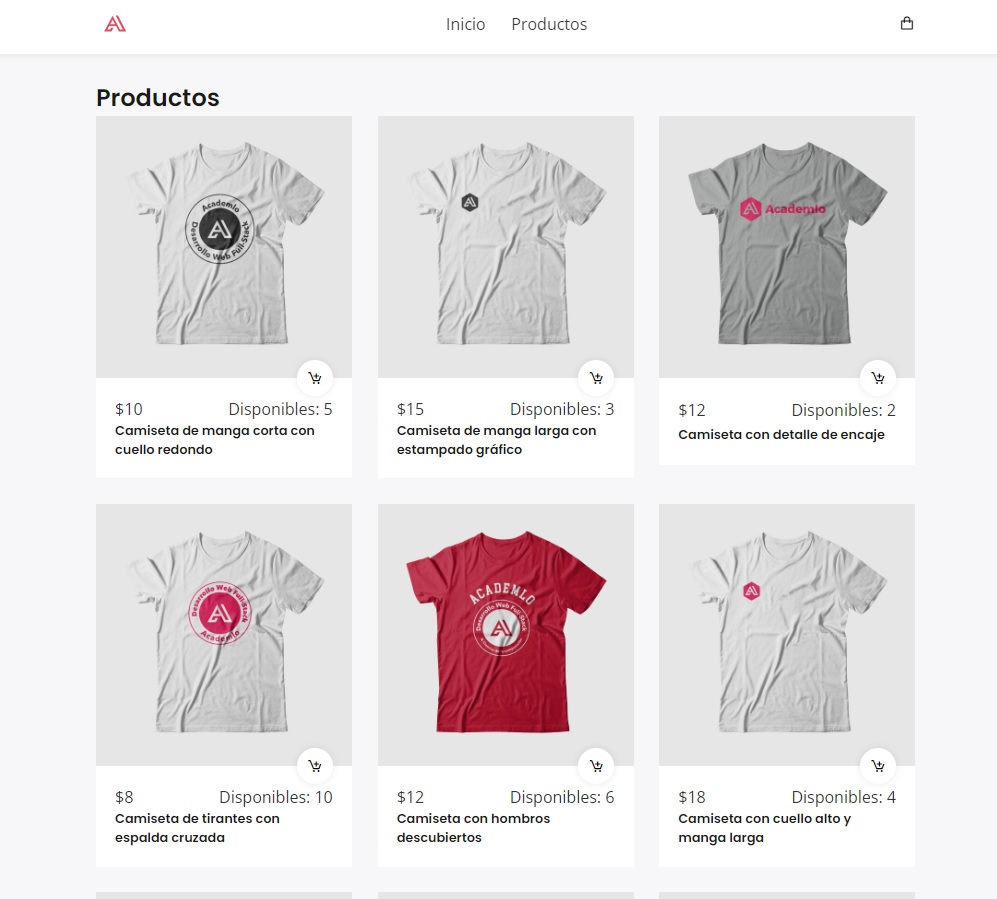 Inicio Productos
Productos
Academlo
Desarrollo Web Full-Stack
Academlo
$10 Disponibles: 5
Camiseta de manga corta con
cuello redondo
$15 Disponibles: 3
Camiseta de manga larga con
estampado gráfico
$12 Disponibles: 2
Camiseta con detalle de encaje
Desarrollo Web Full-Stack
Academlo
ACADEMLO
Desarrollo Web Full-Stack
$8 Disponibles: 10
Camiseta de tirantes con
espalda cruzada
$12 Disponibles: 6
Camiseta con hombros
descubiertos
$18 Disponibles: 4
Camiseta con cuello alto y
manga larga